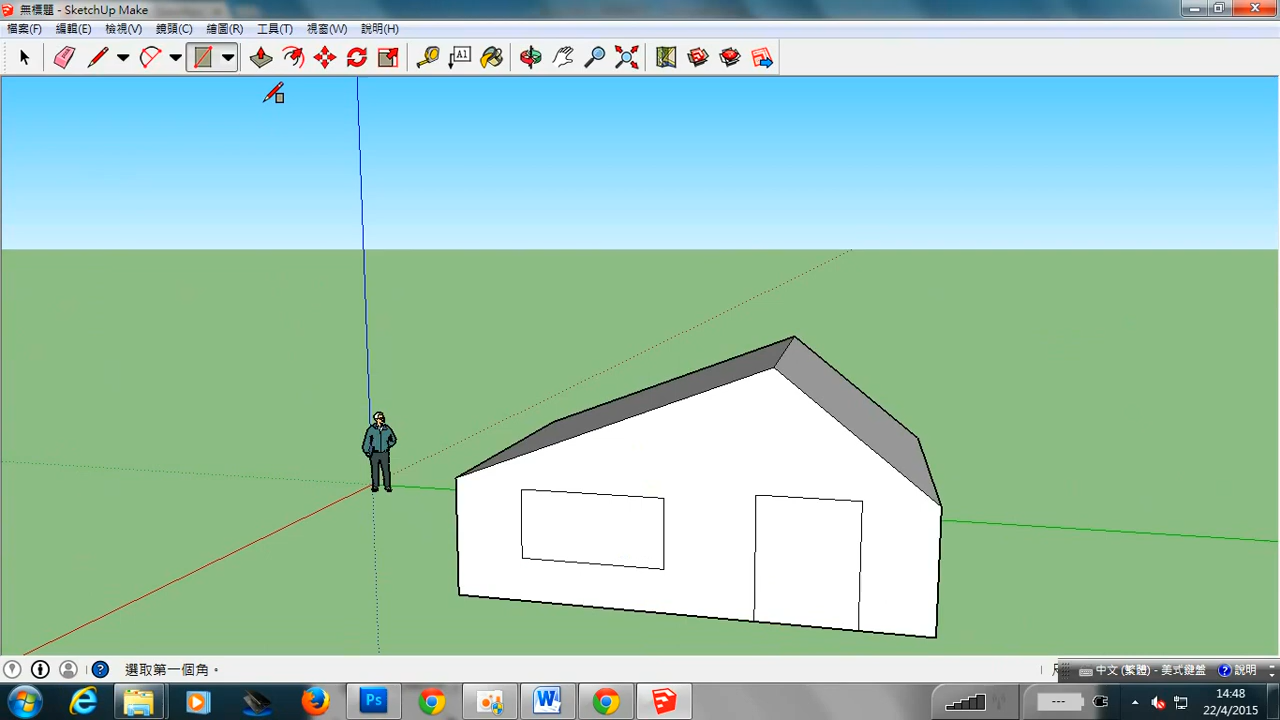 無標題 - SketchUp Make
檔案(F) 編輯(E) 檢視(V) 鏡頭(C) 繪圖(R) 工具(T) 視窗(W) 說明(H)
A1
選取第一個角。
中文 (繁體) - 美式鍵盤 說明
Ps W
14:48
22/4/2015